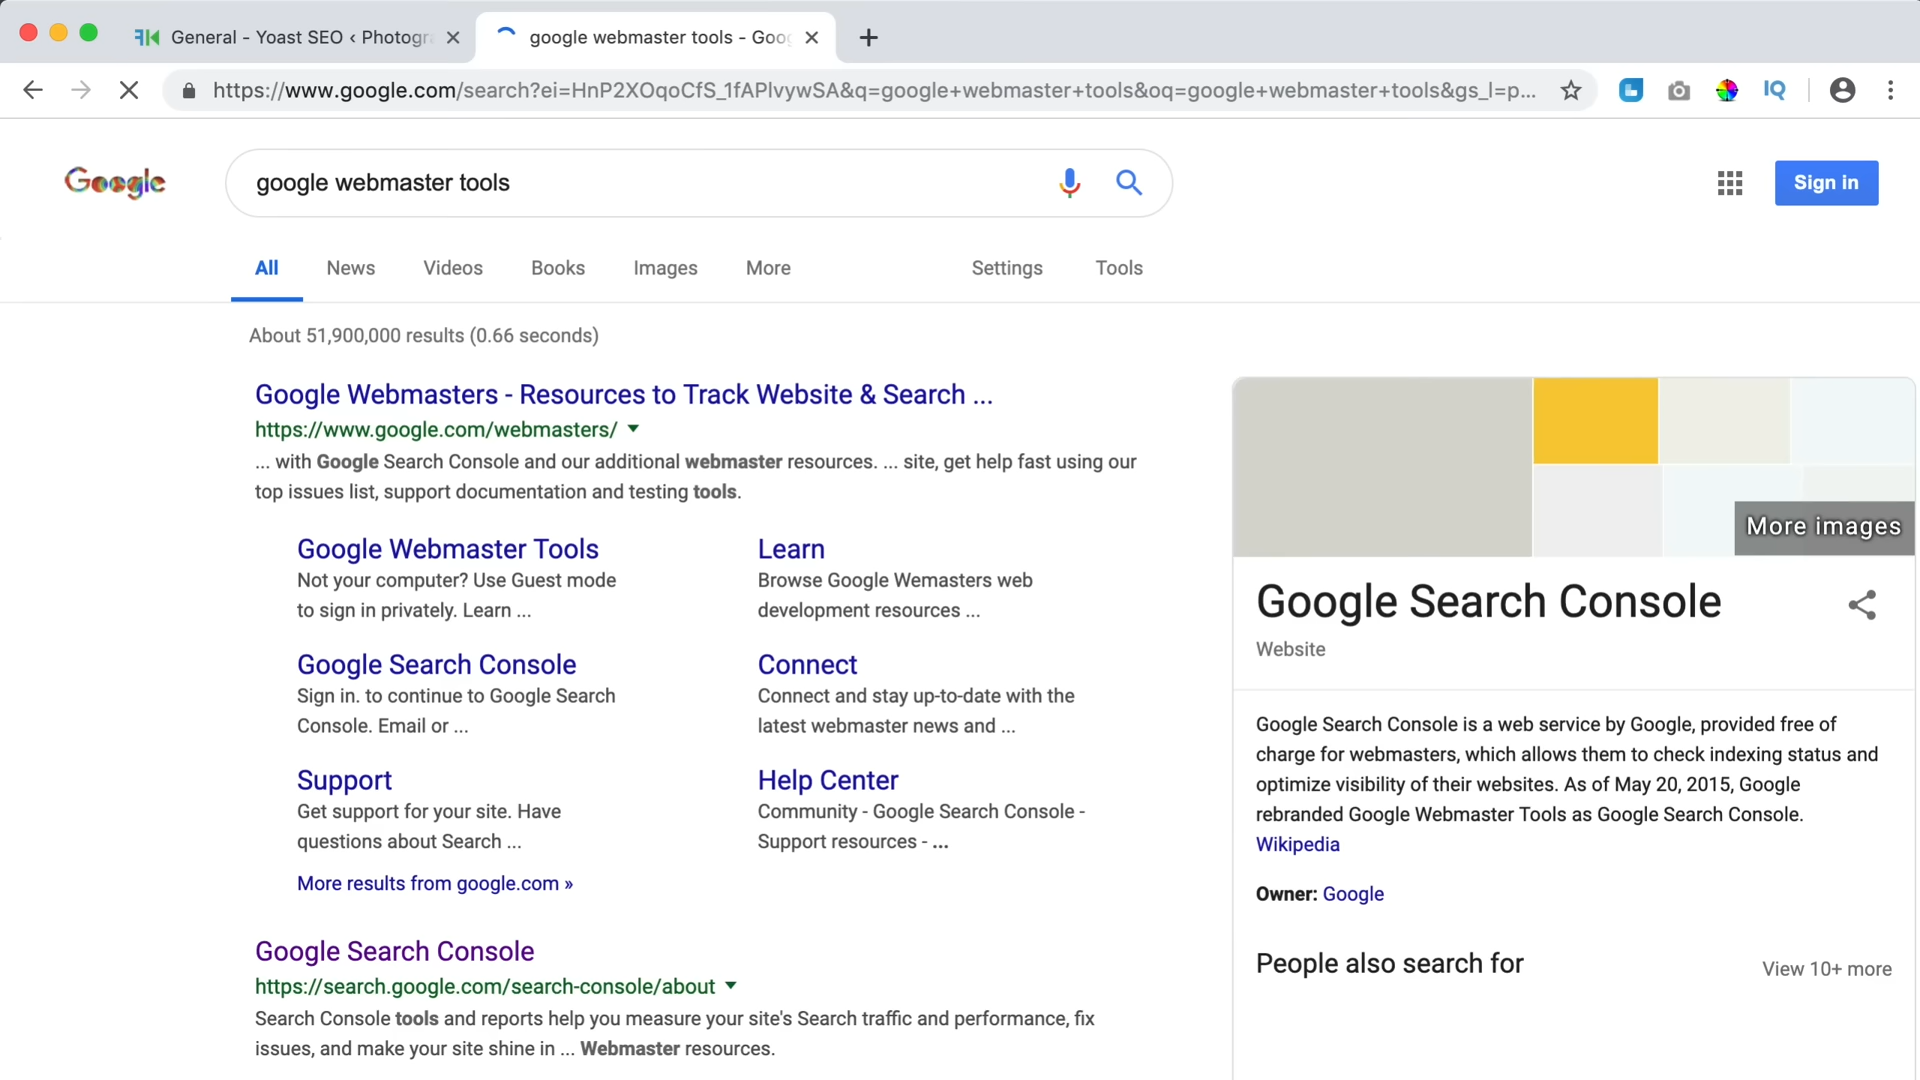 General - Yoast SEO ‹ Photogr
google webmaster tools - Goo
https://www.google.com/search?ei=HnP2XOqoCfS_1fAPlvywSA&q=google+webmaster+tools&oq=google+webmaster+tools&gs_l=p...
IQ
Google
google webmaster tools
Sign in
All News Videos Books Images More Settings Tools
About 51,900,000 results (0.66 seconds)
Google Webmasters - Resources to Track Website & Search ...
https://www.google.com/webmasters/
... with Google Search Console and our additional webmaster resources. ... site, get help fast using our
top issues list, support documentation and testing tools.
Google Webmaster Tools
Not your computer? Use Guest mode
to sign in privately. Learn ...
Learn
Browse Google Wemasters web
development resources ...
Google Search Console
Sign in. to continue to Google Search
Console. Email or ...
Connect
Connect and stay up-to-date with the
latest webmaster news and ...
Support
Get support for your site. Have
questions about Search ...
Help Center
Community - Google Search Console -
Support resources - ...
More results from google.com »
Google Search Console
https://search.google.com/search-console/about
Search Console tools and reports help you measure your site's Search traffic and performance, fix
issues, and make your site shine in ... Webmaster resources.
More images
Google Search Console
Website
Google Search Console is a web service by Google, provided free of
charge for webmasters, which allows them to check indexing status and
optimize visibility of their websites. As of May 20, 2015, Google
rebranded Google Webmaster Tools as Google Search Console.
Wikipedia
Owner: Google
People also search for
View 10+ more